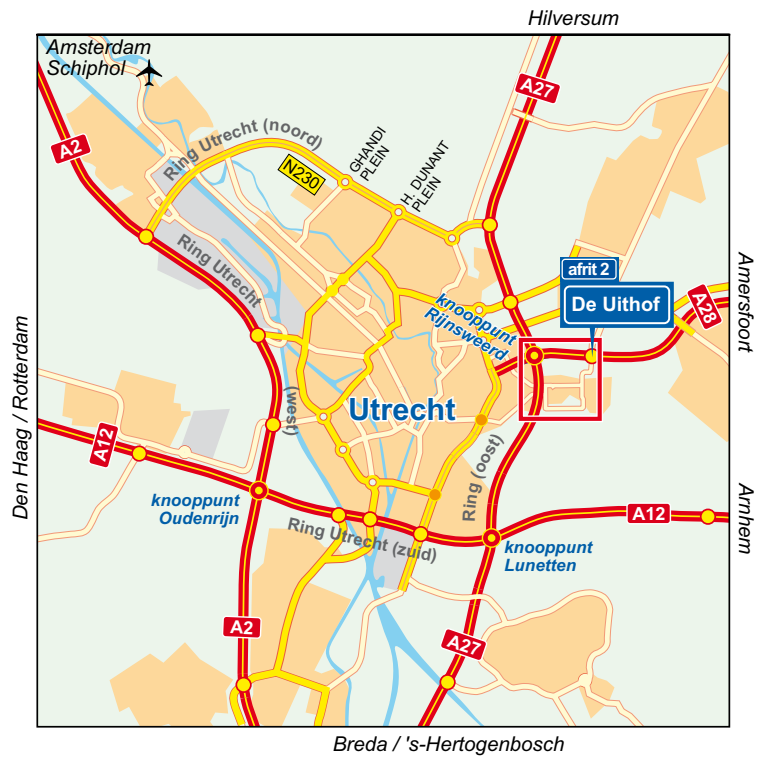 Hilversum
Amsterdam
Schiphol
A27
A2
Ring Utrecht (noord)
GHANDI
PLEIN
N230
H. DUNANT
PLEIN
Ring Utrecht
afrit 2
De Uithof
A28
Amersfoort
knooppunt
Rijnsweerd
Den Haag / Rotterdam
(west)
Utrecht
A12
Ring (oost)
knooppunt
Oudenrijn
Ring Utrecht (zuid)
A12
Arnhem
knooppunt
Lunetten
A2
A27
Breda / 's-Hertogenbosch